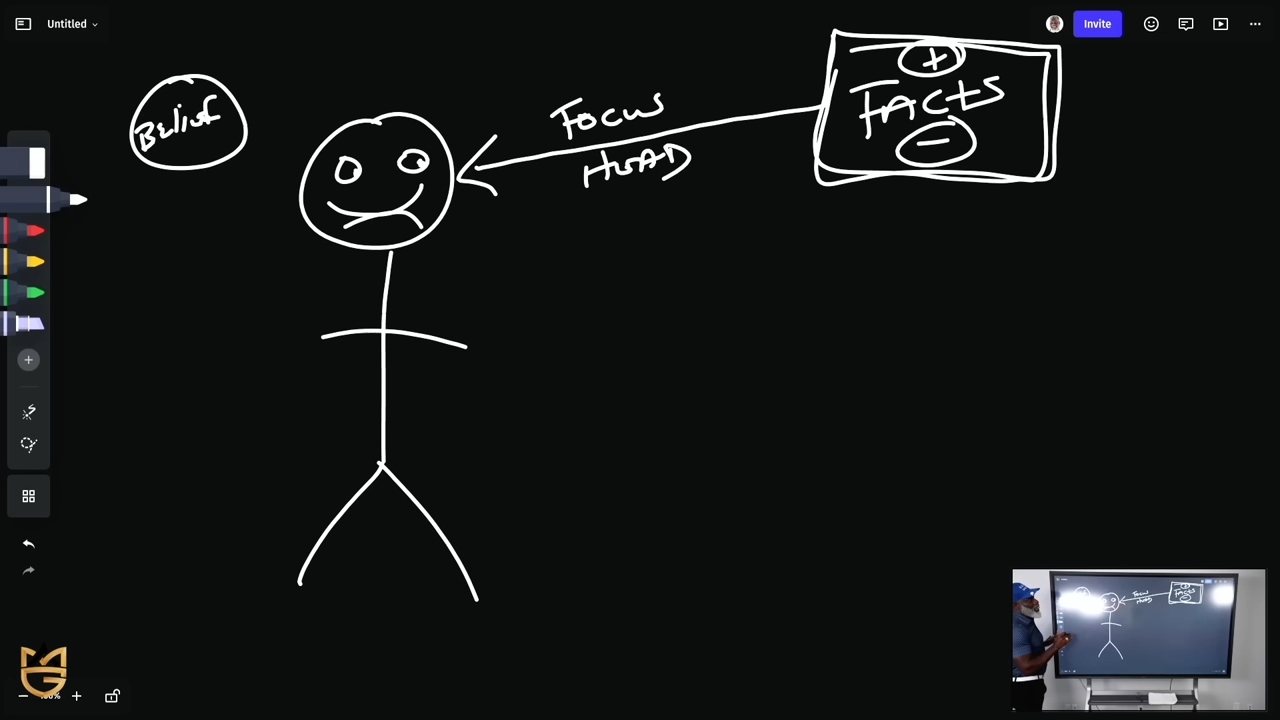 Untitled
Invite
Belief
Focus
HEAD
+
FACTS
−